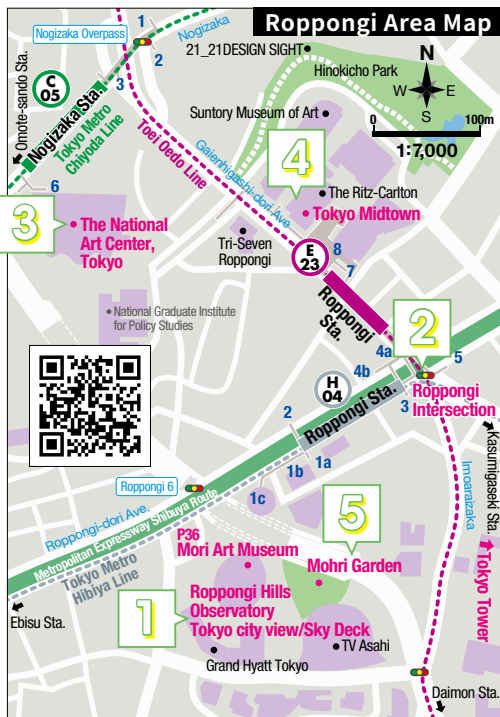 Roppongi Area Map
1
Nogizaka Overpass
Nogizaka
2
3
21_21DESIGN SIGHT
Hinokicho Park
N
W
E
S
0
100m
1:7,000
C
05
Omote-sando Sta.
Nogizaka Sta.
Tokyo Metro
Chiyoda Line
Toei Oedo Line
Suntory Museum of Art
Gaienhigashi-dori Ave
6
3
The National
Art Center,
Tokyo
4
The Ritz-Carlton
Tokyo Midtown
Tri-Seven
Roppongi
8
E
23
7
Roppongi
Sta.
National Graduate Institute
for Policy Studies
2
4a
5
4b
H
04
3
Roppongi
Intersection
Roppongi Sta.
2
Kasumigaseki Sta.
1a
1b
Imoaraizaka
Roppongi 6
1c
Roppongi-dori Ave.
Metropolitan Expressway Shibuya Route
Tokyo Metro
Hibiya Line
5
P36
Mori Art Museum
Mohri Garden
Tokyo Tower
1
Roppongi Hills
Observatory
Tokyo city view/Sky Deck
Ebisu Sta.
Grand Hyatt Tokyo
TV Asahi
Daimon Sta.